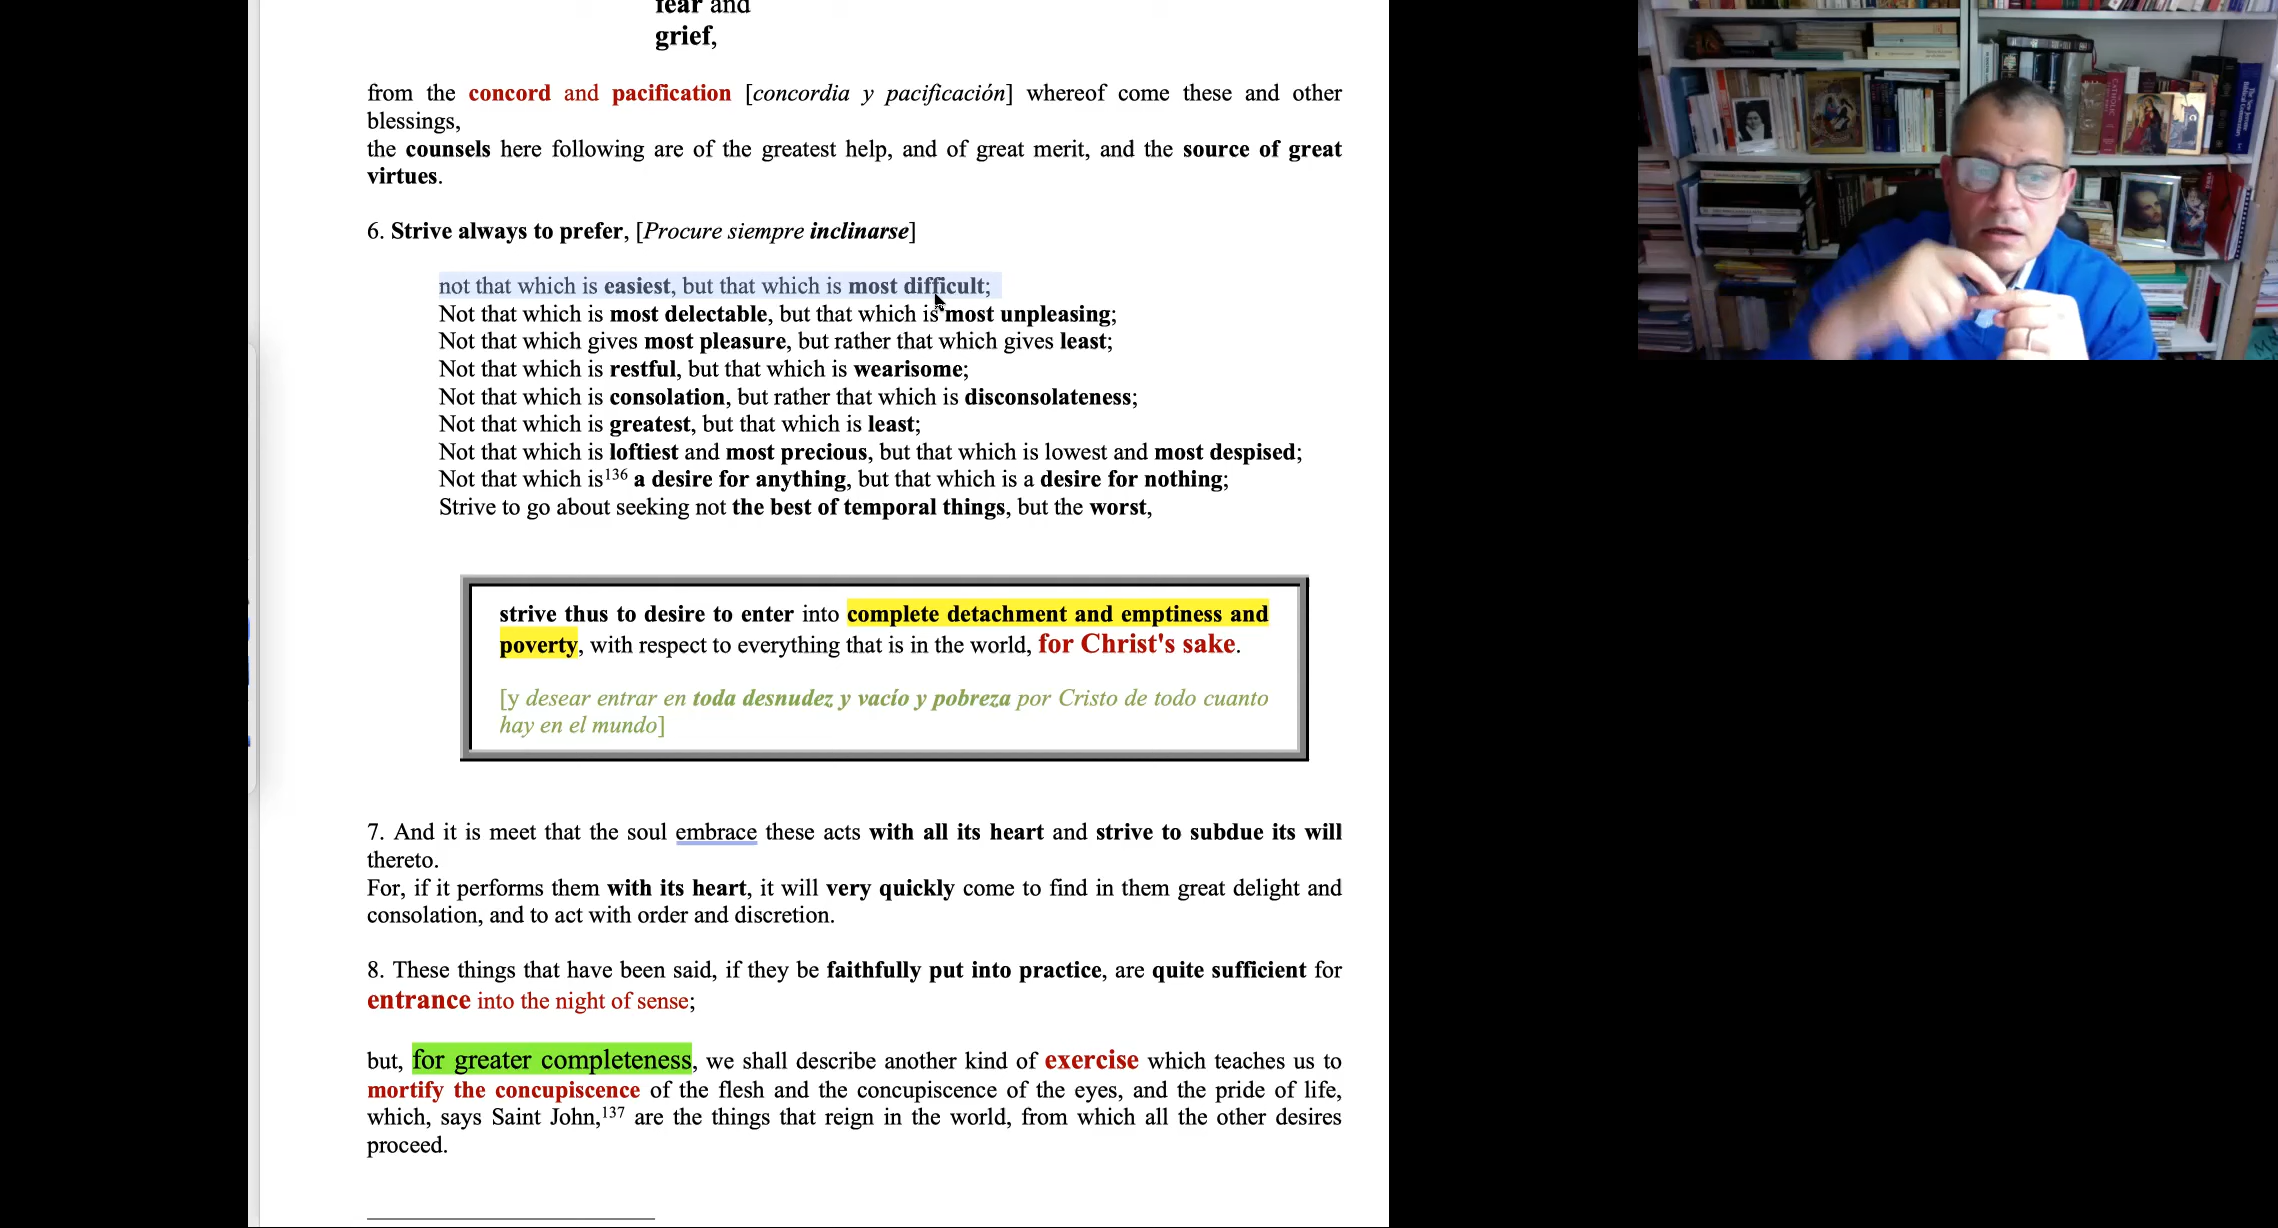 fear and
grief,
from the concord and pacification [concordia y pacificación] whereof come these and other
blessings,
the counsels here following are of the greatest help, and of great merit, and the source of great
virtues.
6. Strive always to prefer, [Procure siempre inclinarse]
not that which is easiest, but that which is most difficult;
Not that which is most delectable, but that which is most unpleasing;
Not that which gives most pleasure, but rather that which gives least;
Not that which is restful, but that which is wearisome;
Not that which is consolation, but rather that which is disconsolateness;
Not that which is greatest, but that which is least;
Not that which is loftiest and most precious, but that which is lowest and most despised;
Not that which is136 a desire for anything, but that which is a desire for nothing;
Strive to go about seeking not the best of temporal things, but the worst,
strive thus to desire to enter into complete detachment and emptiness and
poverty, with respect to everything that is in the world, for Christ's sake.
[y desear entrar en toda desnudez y vacío y pobreza por Cristo de todo cuanto
hay en el mundo]
7. And it is meet that the soul embrace these acts with all its heart and strive to subdue its will
thereto.
For, if it performs them with its heart, it will very quickly come to find in them great delight and
consolation, and to act with order and discretion.
8. These things that have been said, if they be faithfully put into practice, are quite sufficient for
entrance into the night of sense;
but, for greater completeness, we shall describe another kind of exercise which teaches us to
mortify the concupiscence of the flesh and the concupiscence of the eyes, and the pride of life,
which, says Saint John,137 are the things that reign in the world, from which all the other desires
proceed.